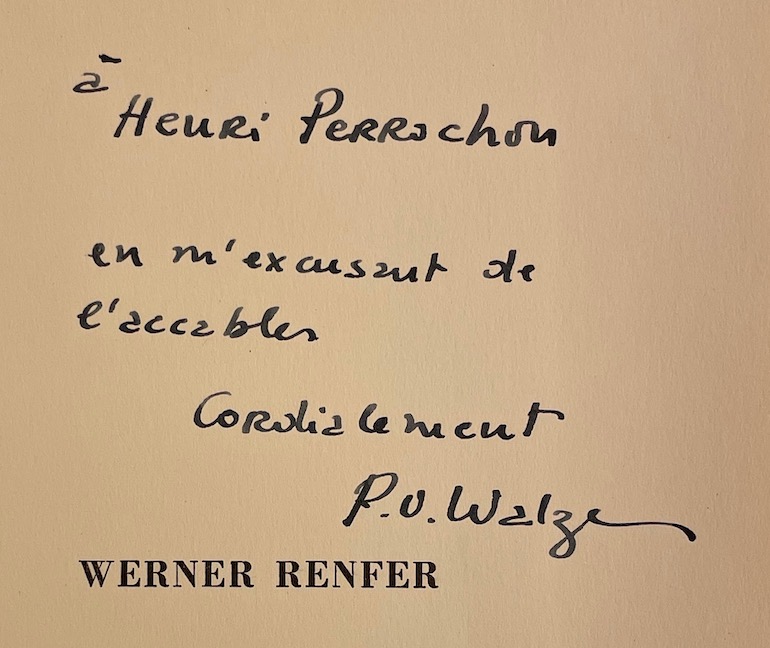 à
Henri Perrochon
en m'excusant de
l'accabler
Cordialement
P.O. Walzer
WERNER RENFER